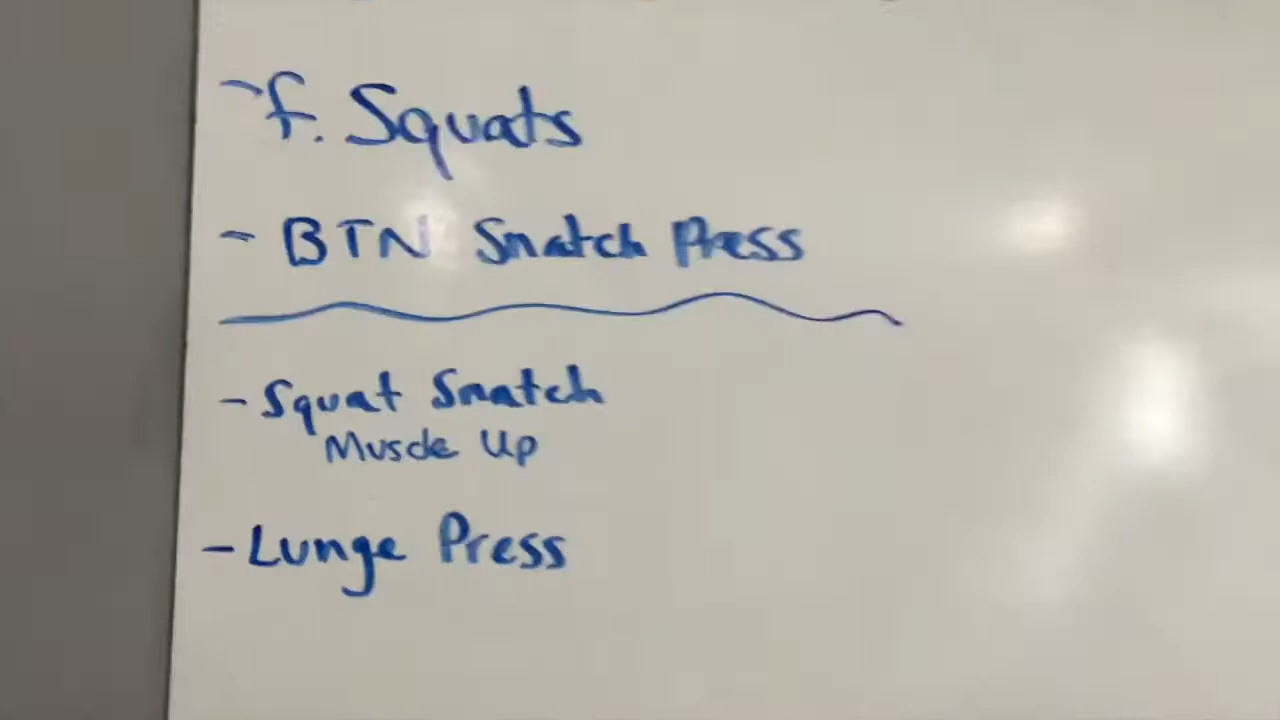 - F. Squats
- BTN Snatch Press
- Squat Snatch
Muscle Up
- Lunge Press